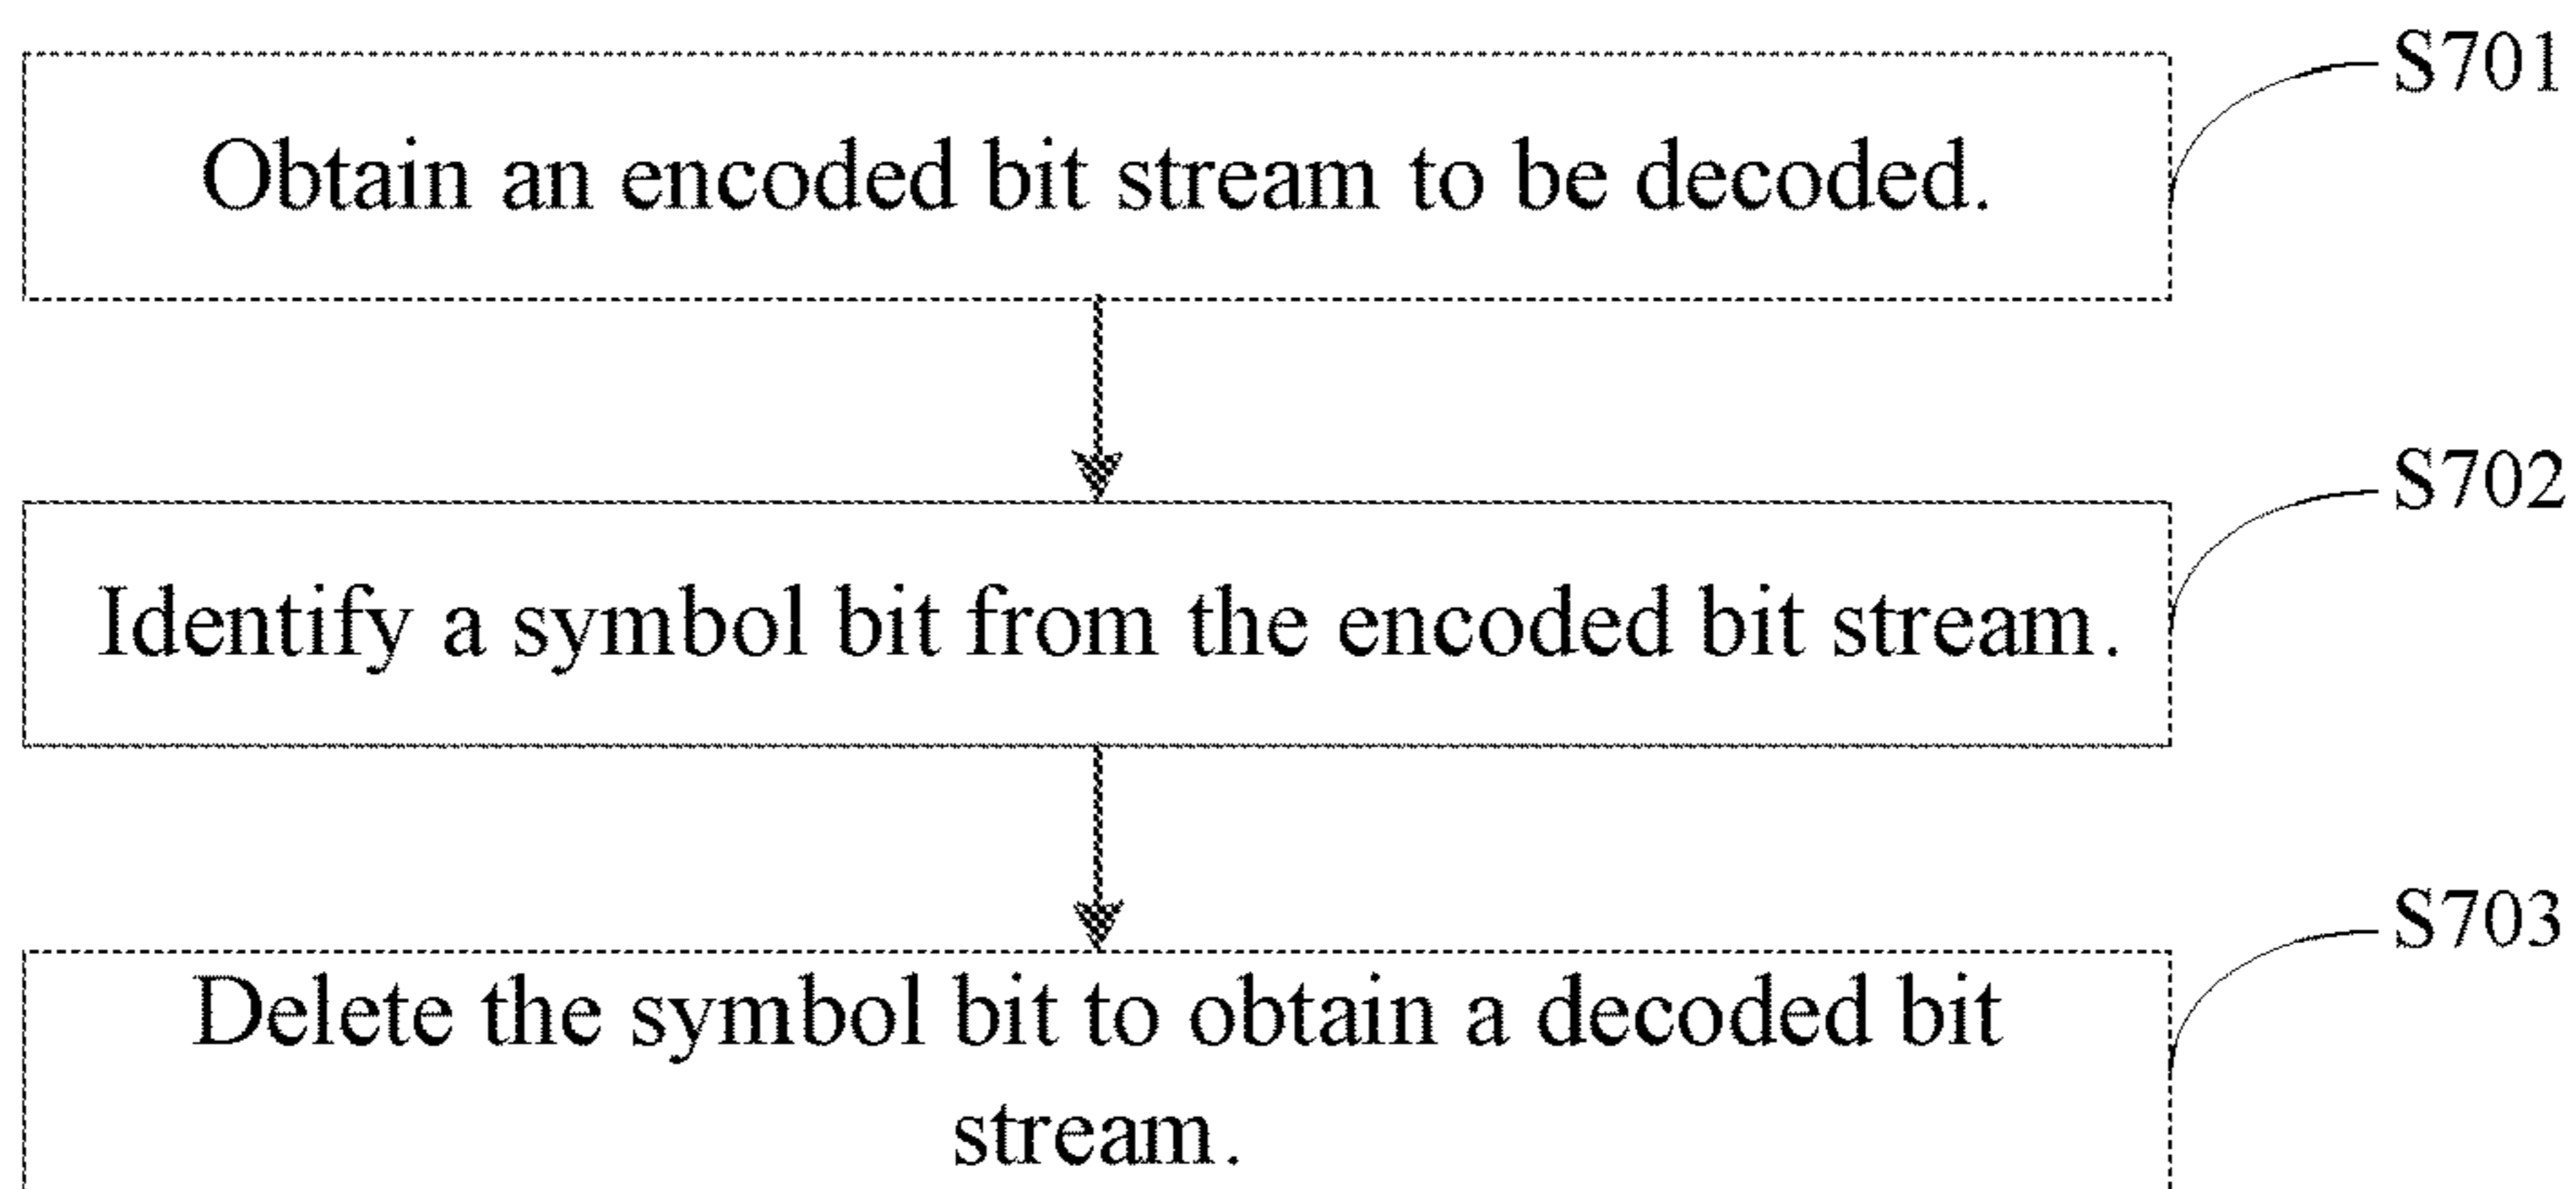 S701
Obtain an encoded bit stream to be decoded.
S702
Identify a symbol bit from the encoded bit stream.
S703
Delete the symbol bit to obtain a decoded bit
stream.